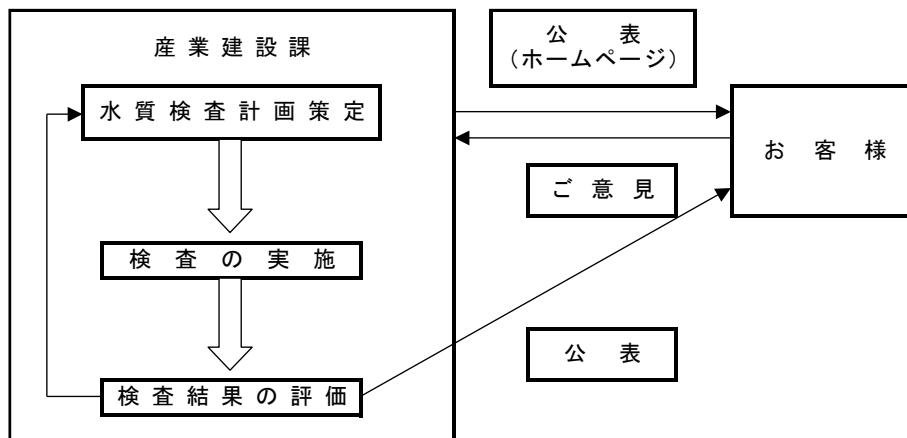 産業建設課
水質検査計画策定
検査の実施
検査結果の評価
公表
（ホームページ）
ご意見
公表
お客様